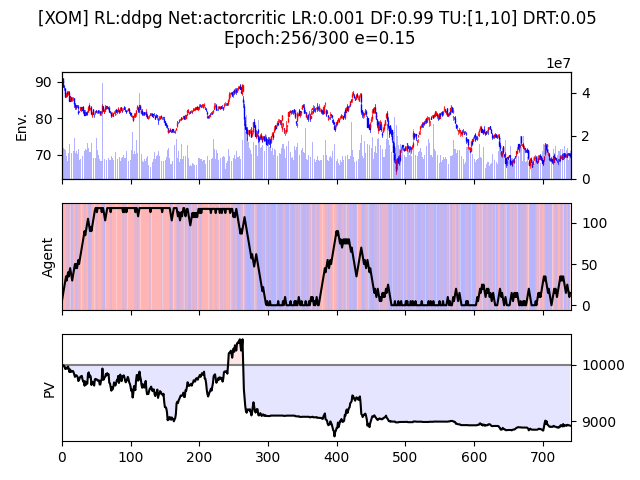 [XOM] RL:ddpg Net:actorcritic LR:0.001 DF:0.99 TU:[1,10] DRT:0.05
Epoch:256/300 e=0.15
1e7
90
80
70
Env.
4
2
0
Agent
100
50
0
PV
10000
9000
0 100 200 300 400 500 600 700